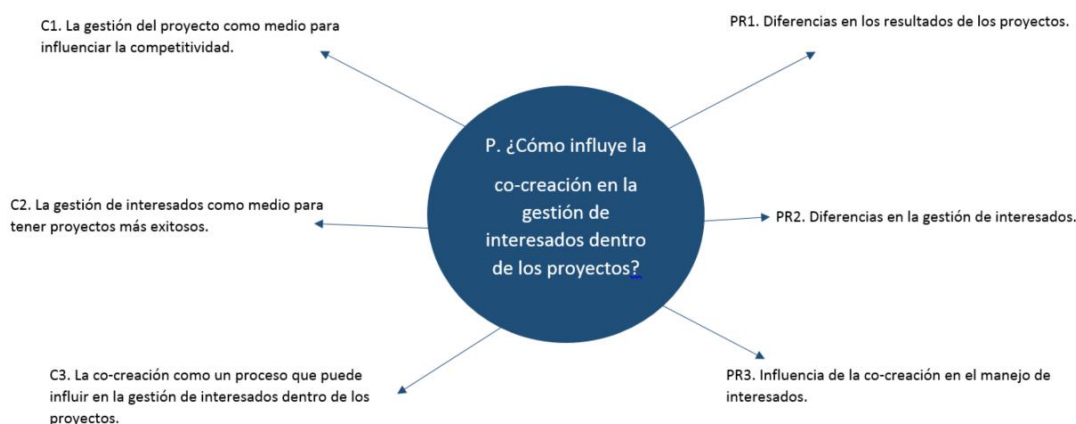 C1. La gestión del proyecto como medio para
influenciar la competitividad.
PR1. Diferencias en los resultados de los proyectos.
P. ¿Cómo influye la
co-creación en la
gestión de
interesados dentro
de los proyectos?
C2. La gestión de interesados como medio para
tener proyectos más exitosos.
PR2. Diferencias en la gestión de interesados.
C3. La co-creación como un proceso que puede
influir en la gestión de interesados dentro de los
proyectos.
PR3. Influencia de la co-creación en el manejo de
interesados.